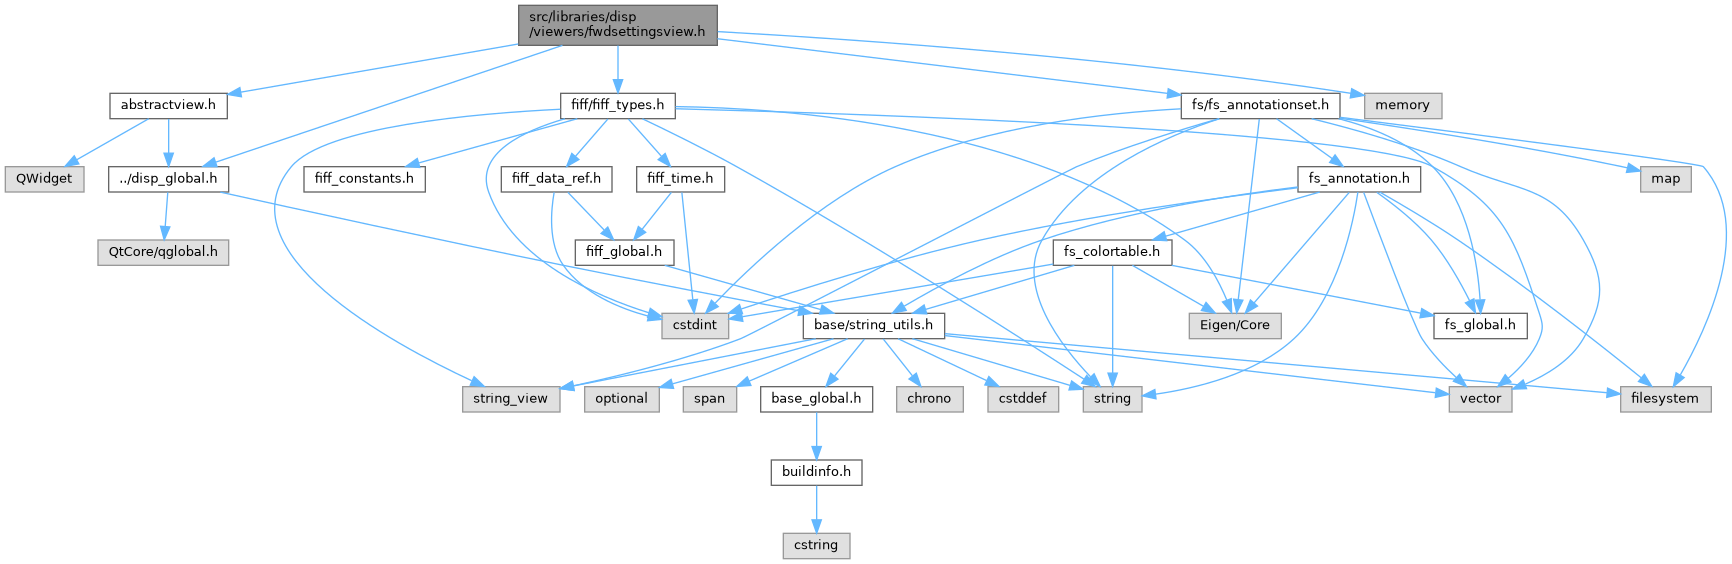 src/libraries/disp
/viewers/fwdsettingsview.h
abstractview.h
fiff/fiff_types.h
fs/fs_annotationset.h
memory
QWidget
../disp_global.h
fiff_constants.h
fiff_data_ref.h
fiff_time.h
fs_annotation.h
map
QtCore/qglobal.h
fiff_global.h
fs_colortable.h
cstdint
base/string_utils.h
Eigen/Core
fs_global.h
string_view
optional
span
base_global.h
chrono
cstddef
string
vector
filesystem
buildinfo.h
cstring